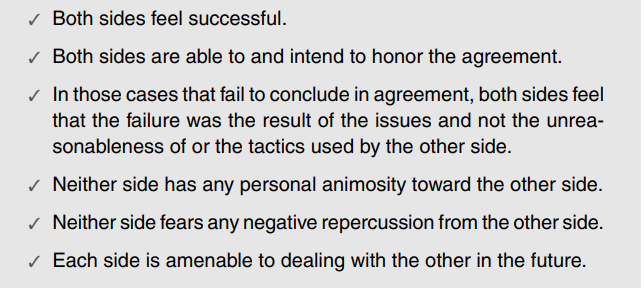 ✓ Both sides feel successful.
✓ Both sides are able to and intend to honor the agreement.
✓ In those cases that fail to conclude in agreement, both sides feel
that the failure was the result of the issues and not the unrea-
sonableness of or the tactics used by the other side.
✓ Neither side has any personal animosity toward the other side.
✓ Neither side fears any negative repercussion from the other side.
✓ Each side is amenable to dealing with the other in the future.